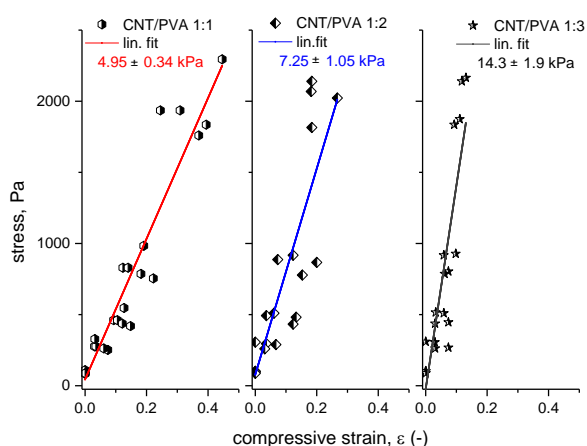 CNT/PVA 1:1
lin. fit
4.95 ± 0.34 kPa
CNT/PVA 1:2
lin.fit
7.25 ± 1.05 kPa
CNT/PVA 1:3
lin. fit
14.3 ± 1.9 kPa
stress, Pa
2000
1000
0
0.0 0.2 0.4
0.0 0.2 0.4
0.0 0.2
compressive strain, ε (-)